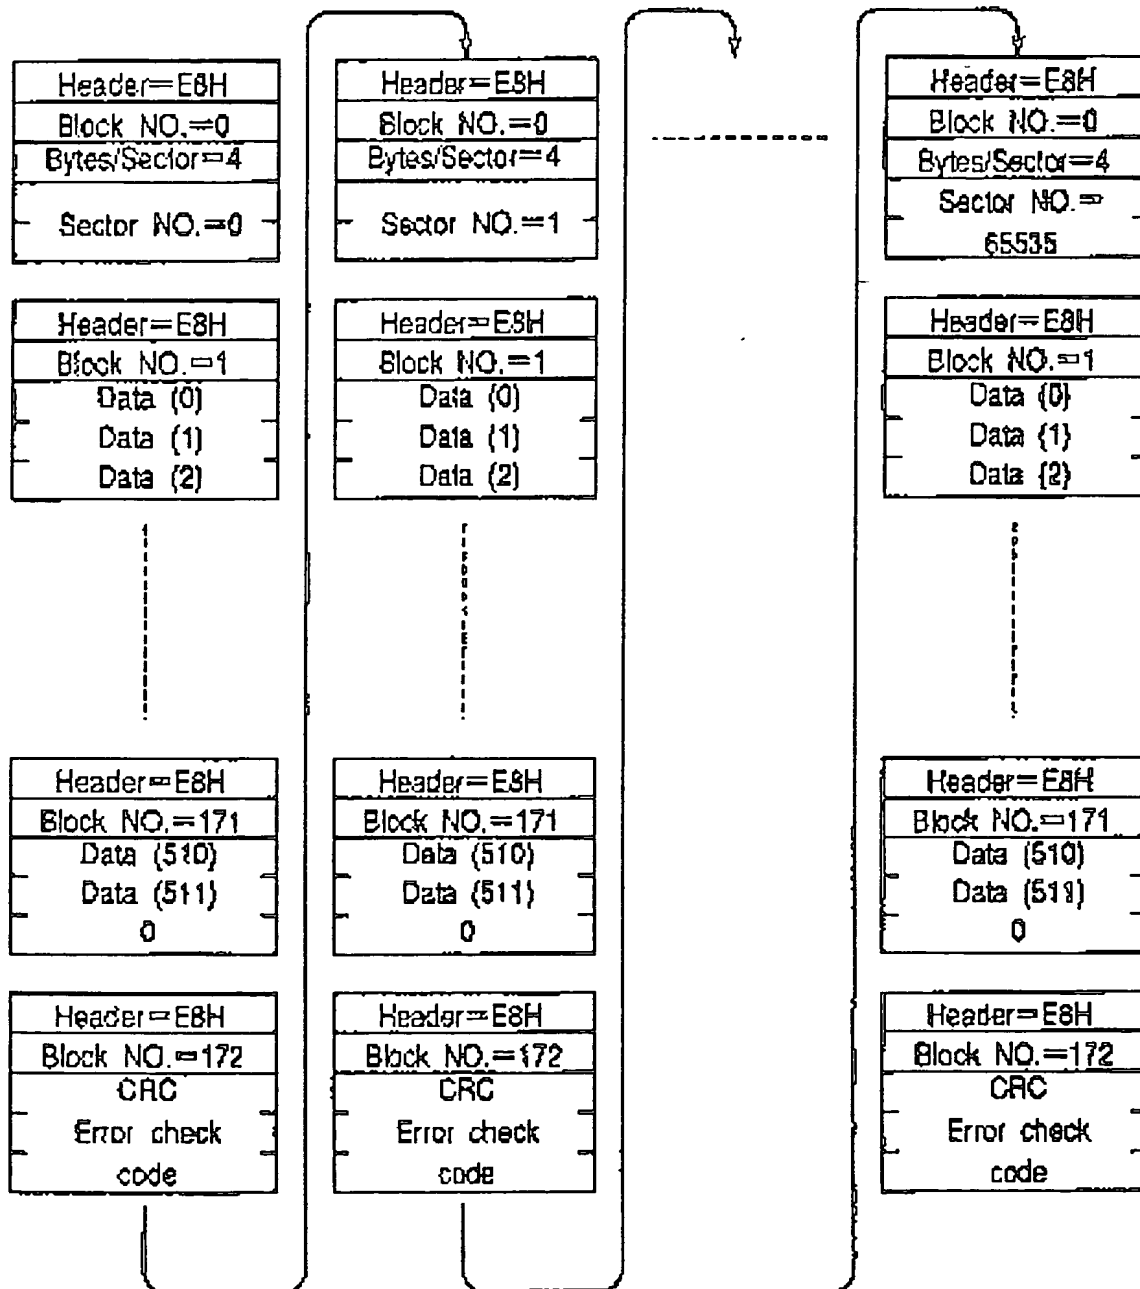 Header=E8H
Block NO.=0
Bytes/Sector=4
Sector NO.=0
Header=E8H
Block NO.=1
Data (0)
Data (1)
Data (2)
Header=E8H
Block NO.=171
Data (510)
Data (511)
0
Header=E8H
Block NO.=172
CRC
Error check
code
Header=E8H
Block NO.=0
Bytes/Sector=4
Sector NO.=1
Header=E8H
Block NO.=1
Data (0)
Data (1)
Data (2)
Header=E8H
Block NO.=171
Data (510)
Data (511)
0
Header=E8H
Block NO.=172
CRC
Error check
code
Header=E8H
Block NO.=0
Bytes/Sector=4
Sector NO.=
65535
Header=E8H
Block NO.=1
Data (0)
Data (1)
Data (2)
Header=E8H
Block NO.=171
Data (510)
Data (511)
0
Header=E8H
Block NO.=172
CRC
Error check
code